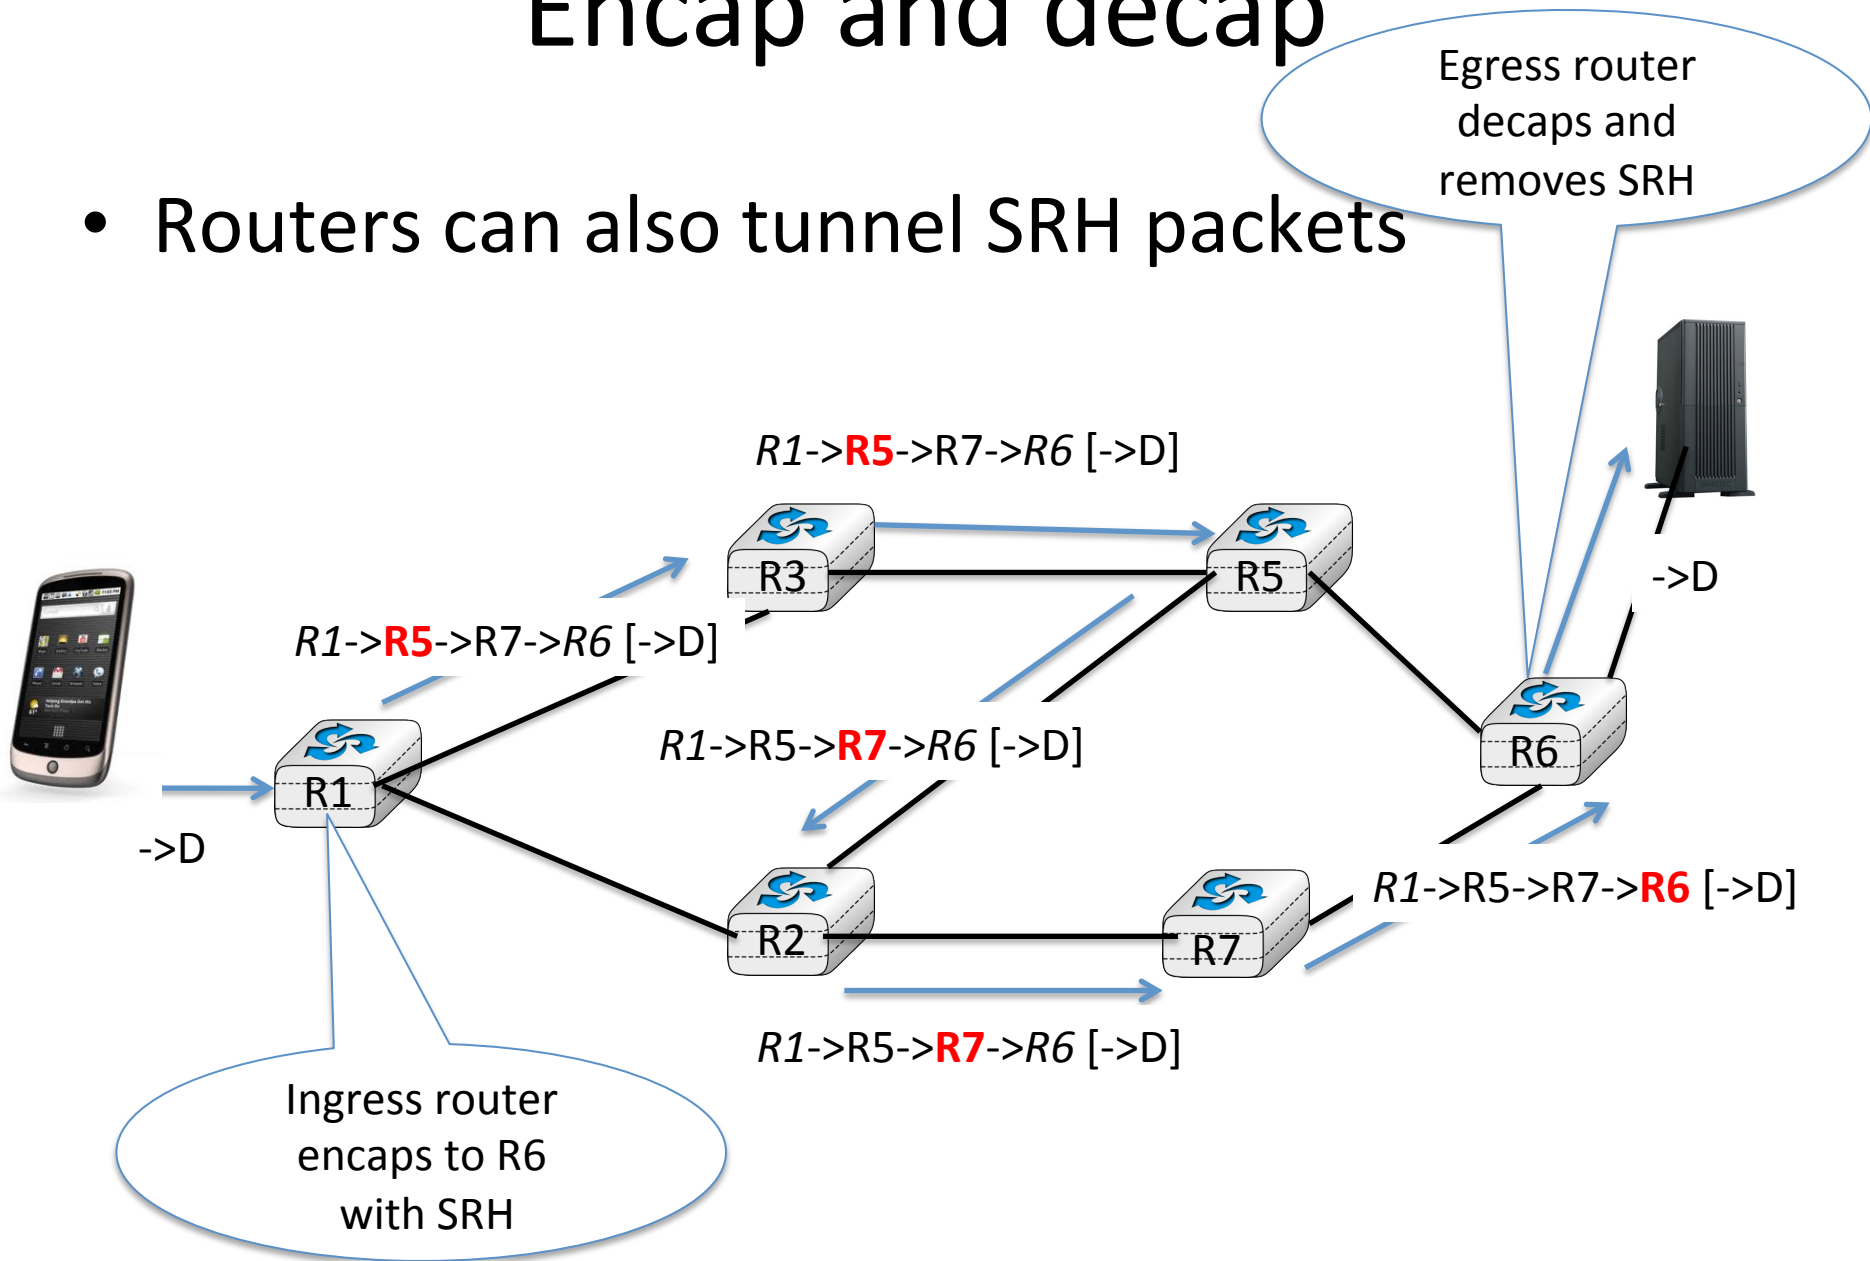 Encap and decap
Egress router
decaps and
removes SRH
• Routers can also tunnel SRH packets
R1->R5->R7->R6 [->D]
R3
R5
->D
R1->R5->R7->R6 [->D]
R1->R5->R7->R6 [->D]
R6
R1
->D
R1->R5->R7->R6 [->D]
R2
R7
R1->R5->R7->R6 [->D]
Ingress router
encaps to R6
with SRH